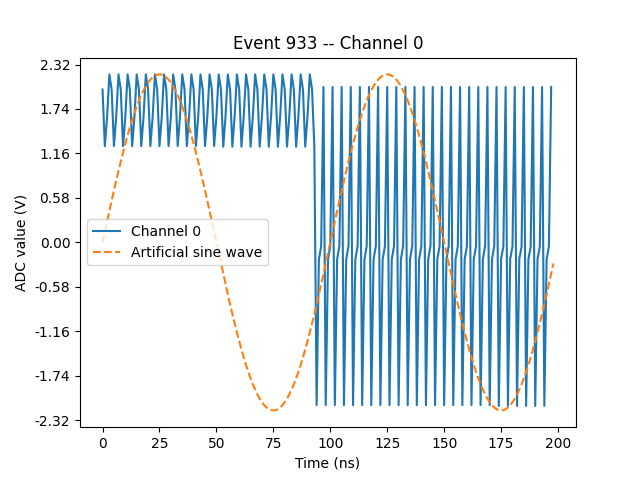 Event 933 -- Channel 0
2.32
1.74
1.16
0.58
0.00
-0.58
-1.16
-1.74
-2.32
ADC value (V)
Channel 0
Artificial sine wave
0 25 50 75 100 125 150 175 200
Time (ns)